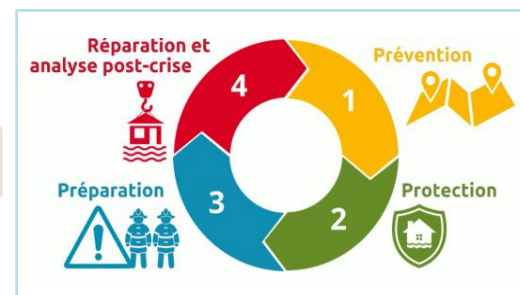 Réparation et
analyse post-crise
4
1
Prévention
Préparation
3
2
Protection